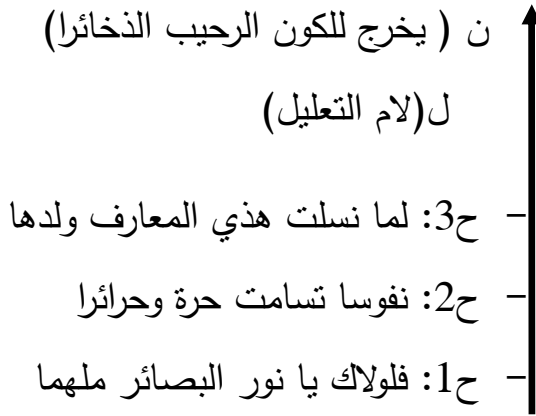 ن ( يخرج للكون الرحيب الذخائرا)
ل(لام التعليل)
- ح3: لما نسلت هذي المعارف ولدها
- ح2: نفوسا تسامت حرة وحرائرا
- ح1: فلولاك يا نور البصائر ملهما